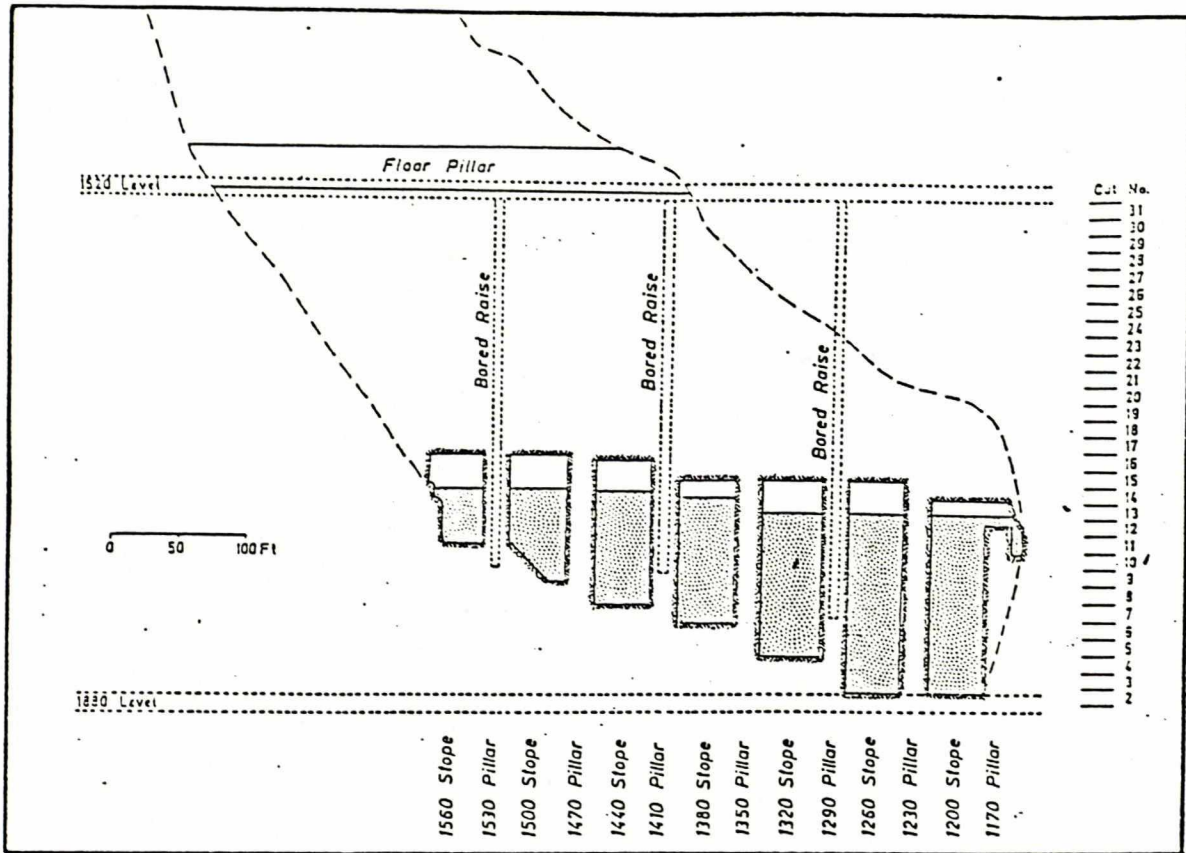 Floor Pillar
1520 Level
Cut No.
31
30
29
28
27
26
25
24
23
22
21
20
19
18
17
16
15
14
13
12
11
10
9
8
7
6
5
4
3
2
Bored Raise
Bored Raise
Bored Raise
0 50 100 Ft
1880 Level
1560 Stope
1530 Pillar
1500 Stope
1470 Pillar
1440 Stope
1410 Pillar
1380 Stope
1350 Pillar
1320 Stope
1290 Pillar
1260 Stope
1230 Pillar
1200 Stope
1170 Pillar